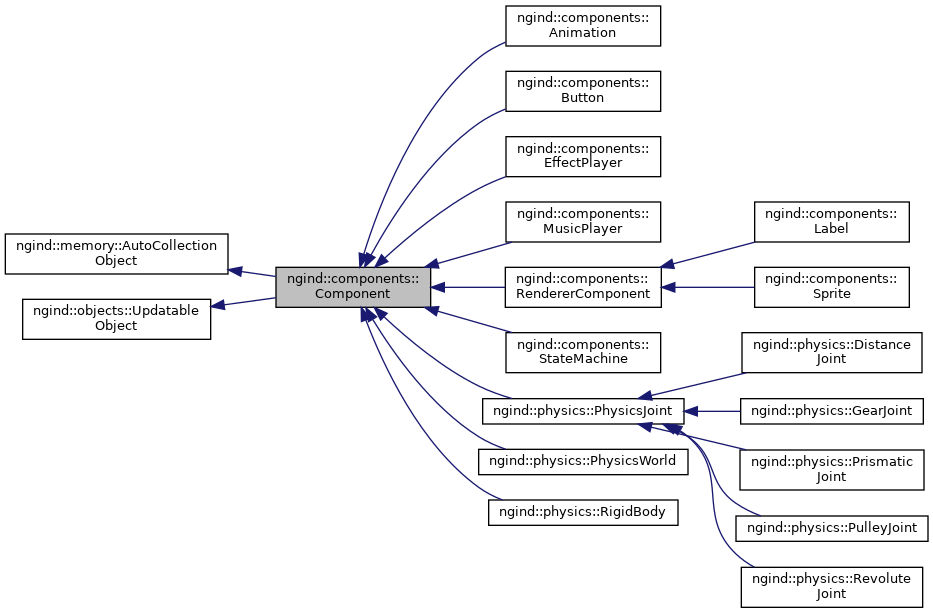 ngind::memory::AutoCollection
Object
ngind::objects::Updatable
Object
ngind::components::
Component
ngind::components::
Animation
ngind::components::
Button
ngind::components::
EffectPlayer
ngind::components::
MusicPlayer
ngind::components::
RendererComponent
ngind::components::
StateMachine
ngind::physics::PhysicsJoint
ngind::physics::PhysicsWorld
ngind::physics::RigidBody
ngind::components::
Label
ngind::components::
Sprite
ngind::physics::Distance
Joint
ngind::physics::GearJoint
ngind::physics::Prismatic
Joint
ngind::physics::PulleyJoint
ngind::physics::Revolute
Joint